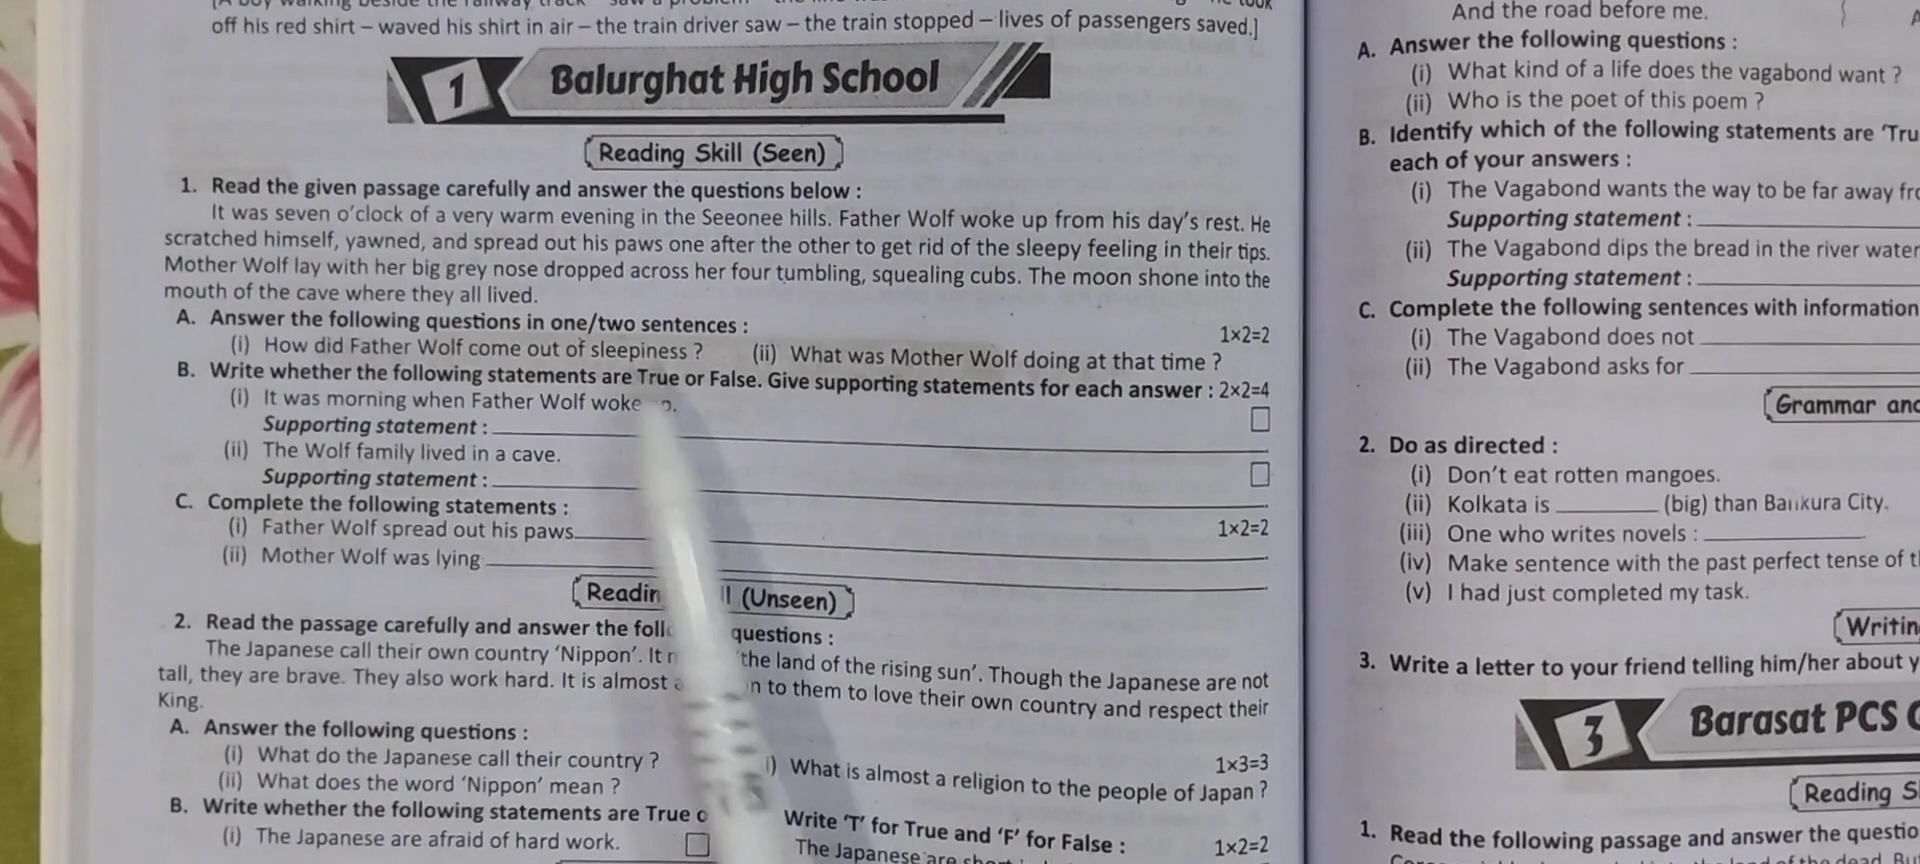 off his red shirt – waved his shirt in air – the train driver saw – the train stopped – lives of passengers saved.]
1 Balurghat High School
Reading Skill (Seen)
1. Read the given passage carefully and answer the questions below :
It was seven o'clock of a very warm evening in the Seeonee hills. Father Wolf woke up from his day's rest. He
scratched himself, yawned, and spread out his paws one after the other to get rid of the sleepy feeling in their tips.
Mother Wolf lay with her big grey nose dropped across her four tumbling, squealing cubs. The moon shone into the
mouth of the cave where they all lived.
A. Answer the following questions in one/two sentences : 1×2=2
(i) How did Father Wolf come out of sleepiness ? (ii) What was Mother Wolf doing at that time ?
B. Write whether the following statements are True or False. Give supporting statements for each answer : 2×2=4
(i) It was morning when Father Wolf woke
Supporting statement :
(ii) The Wolf family lived in a cave.
Supporting statement :
C. Complete the following statements : 1×2=2
(i) Father Wolf spread out his paws
(ii) Mother Wolf was lying
(Unseen)
2. Read the passage carefully and answer the questions :
The Japanese call their own country 'Nippon'. It 'the land of the rising sun'. Though the Japanese are not
tall, they are brave. They also work hard. It is almost to them to love their own country and respect their
King.
A. Answer the following questions : 1×3=3
(i) What do the Japanese call their country ? What is almost a religion to the people of Japan ?
(ii) What does the word 'Nippon' mean ?
B. Write whether the following statements are True Write 'T' for True and 'F' for False : 1×2=2
(i) The Japanese are afraid of hard work. The Japanese are
And the road before me.
A. Answer the following questions :
(i) What kind of a life does the vagabond want ?
(ii) Who is the poet of this poem ?
B. Identify which of the following statements are 'Tru
each of your answers :
(i) The Vagabond wants the way to be far away
Supporting statement :
(ii) The Vagabond dips the bread in the river water
Supporting statement :
C. Complete the following sentences with information
(i) The Vagabond does not
(ii) The Vagabond asks for
Grammar
2. Do as directed :
(i) Don't eat rotten mangoes.
(ii) Kolkata is ______ (big) than Bankura City.
(iii) One who writes novels : ______
(iv) Make sentence with the past perfect tense of
(v) I had just completed my task.
Writin
3. Write a letter to your friend telling him/her about
3 Barasat PCS
Reading
1. Read the following passage and answer the questio